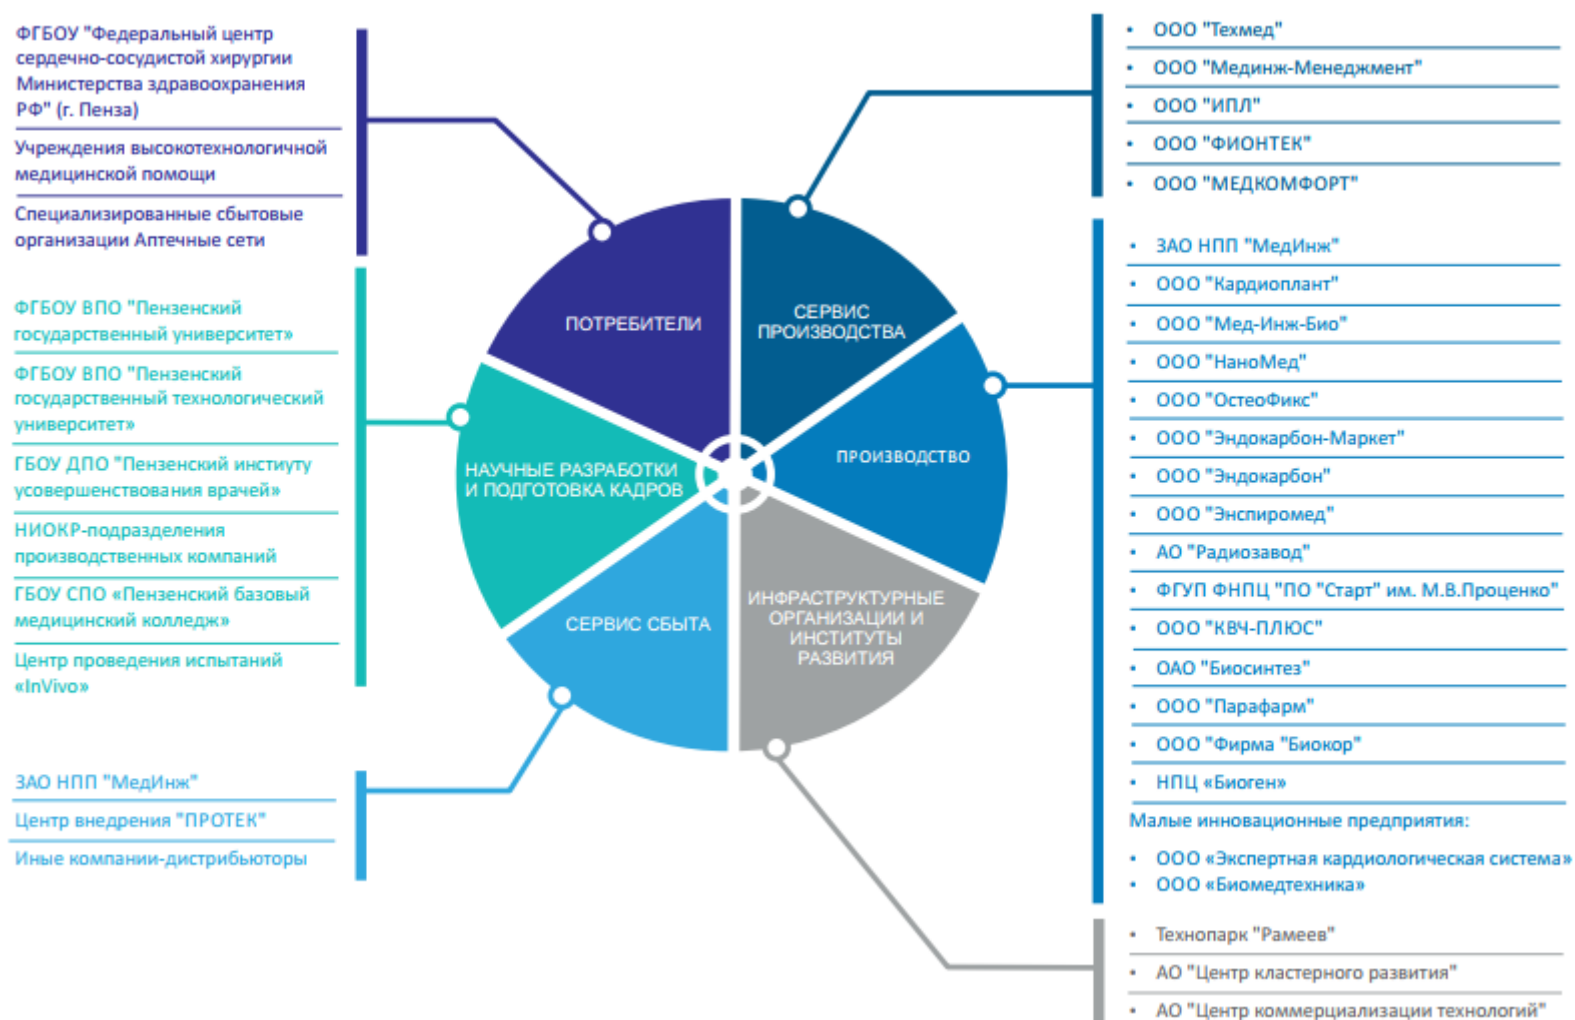 ФГБОУ "Федеральный центр
сердечно-сосудистой хирургии
Министерства здравоохранения
РФ" (г. Пенза)
Учреждения высокотехнологичной
медицинской помощи
Специализированные сбытовые
организации Аптечные сети
ФГБОУ ВПО "Пензенский
государственный университет»
ФГБОУ ВПО "Пензенский
государственный технологический
университет»
ГБОУ ДПО "Пензенский инстиуту
усовершенствования врачей»
НИОКР-подразделения
производственных компаний
ГБОУ СПО «Пензенский базовый
медицинский колледж»
Центр проведения испытаний
«InVivo»
ЗАО НПП "МедИнж"
Центр внедрения "ПРОТЕК"
Иные компании-дистрибьюторы
ПОТРЕБИТЕЛИ
СЕРВИС
ПРОИЗВОДСТВА
ПРОИЗВОДСТВО
НАУЧНЫЕ РАЗРАБОТКИ
И ПОДГОТОВКА КАДРОВ
СЕРВИС СБЫТА
ИНФРАСТРУКТУРНЫЕ
ОРГАНИЗАЦИИ И
ИНСТИТУТЫ
РАЗВИТИЯ
• ООО "Техмед"
• ООО "Мединж-Менеджмент"
• ООО "ИПЛ"
• ООО "ФИОНТЕК"
• ООО "МЕДКОМФОРТ"
• ЗАО НПП "МедИнж"
• ООО "Кардиоплант"
• ООО "Мед-Инж-Био"
• ООО "НаноМед"
• ООО "ОстеоФикс"
• ООО "Эндокарбон-Маркет"
• ООО "Эндокарбон"
• ООО "Энспиромед"
• АО "Радиозавод"
• ФГУП ФНПЦ "ПО "Старт" им. М.В.Проценко"
• ООО "КВЧ-ПЛЮС"
• ОАО "Биосинтез"
• ООО "Парафарм"
• ООО "Фирма "Биокор"
• НПЦ «Биоген»
Малые инновационные предприятия:
• ООО «Экспертная кардиологическая система»
• ООО «Биомедтехника»
• Технопарк "Рамеев"
• АО "Центр кластерного развития"
• АО "Центр коммерциализации технологий"